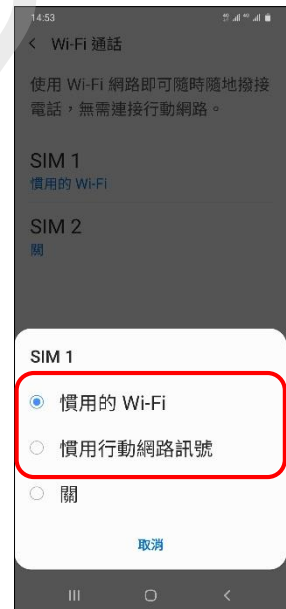 14:53
Wi-Fi 通話
使用 Wi-Fi 網路即可隨時隨地撥接
電話，無需連接行動網路。
SIM 1
慣用的 Wi-Fi
SIM 2
關
SIM 1
慣用的 Wi-Fi
慣用行動網路訊號
關
取消